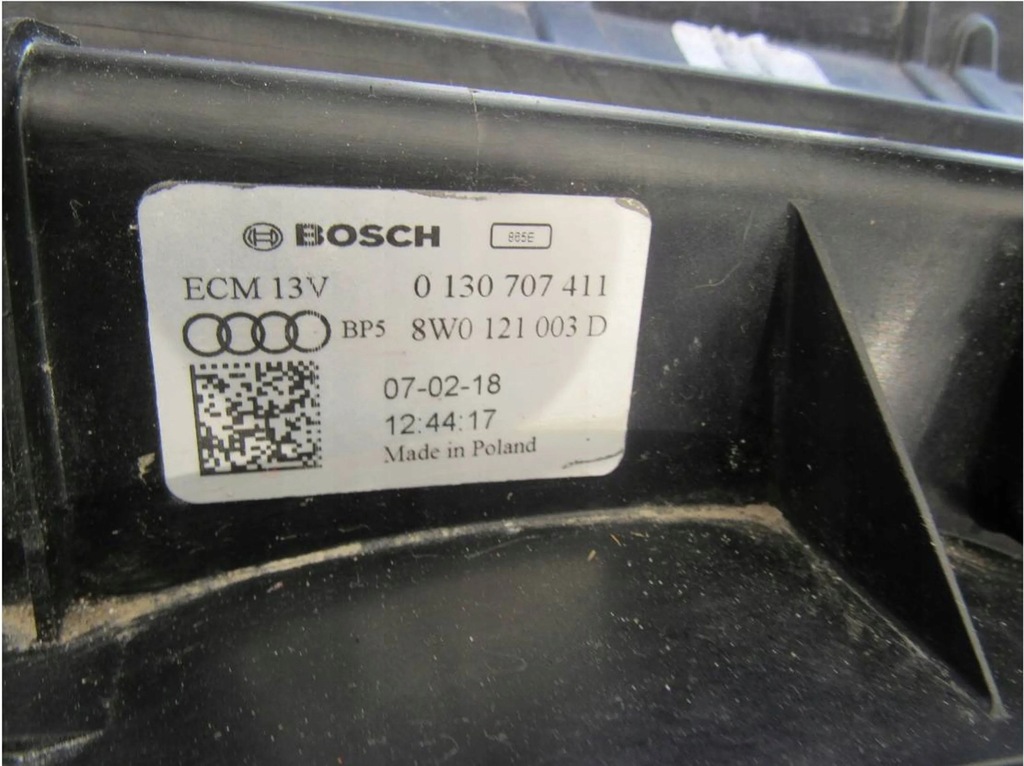 BOSCH 865E
ECM 13V 0 130 707 411
BP5 8W0 121 003 D
07-02-18
12:44:17
Made in Poland